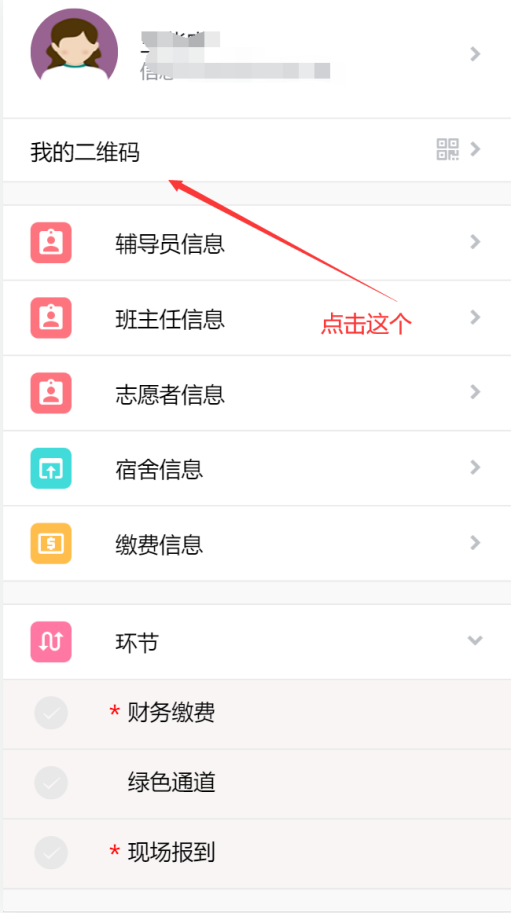 我的二维码
辅导员信息
班主任信息
点击这个
志愿者信息
宿舍信息
缴费信息
环节
* 财务缴费
绿色通道
* 现场报到